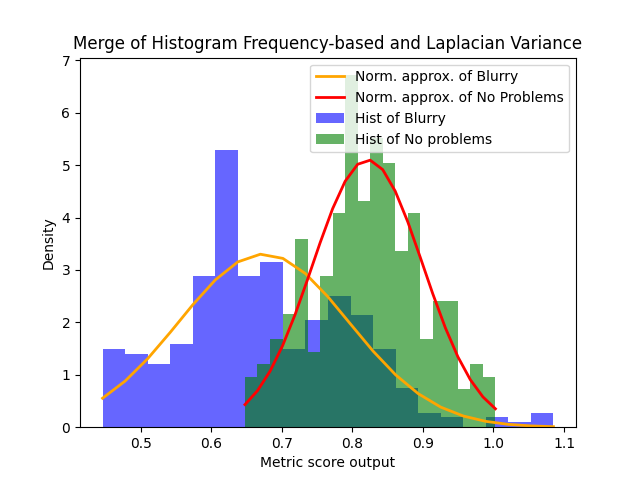 Merge of Histogram Frequency-based and Laplacian Variance
Norm. approx. of Blurry
Norm. approx. of No Problems
Hist of Blurry
Hist of No problems
Density
7
6
5
4
3
2
1
0
0.5 0.6 0.7 0.8 0.9 1.0 1.1
Metric score output